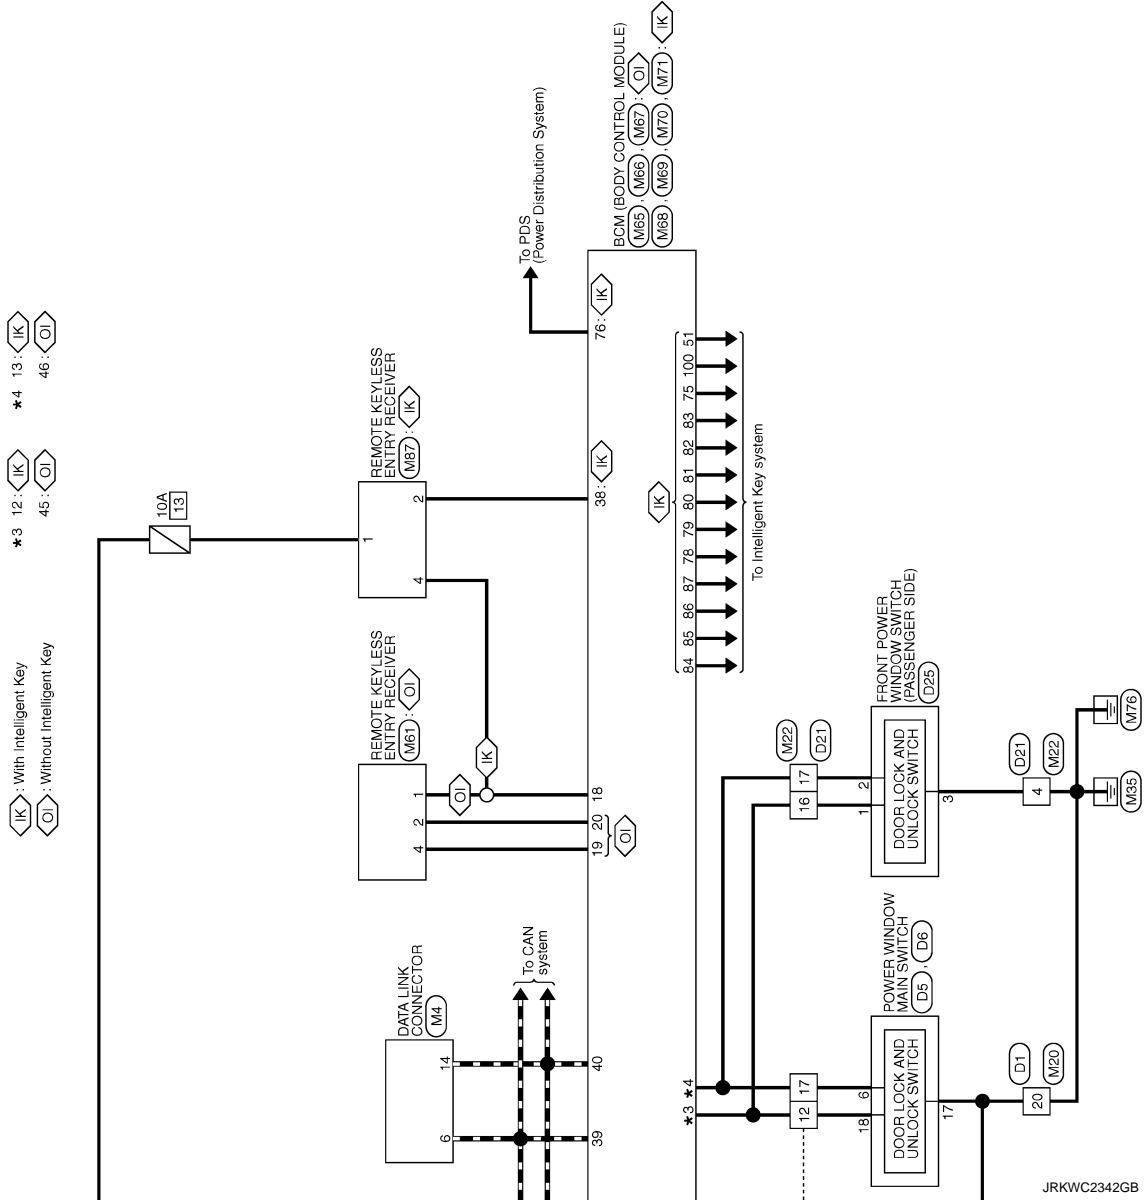 IK : With Intelligent Key
OI : Without Intelligent Key
*3 12 : IK
45 : OI
*4 13 : IK
46 : OI
10A
13
DATA LINK
CONNECTOR
M4
6
14
REMOTE KEYLESS
ENTRY RECEIVER
M61 : OI
4
2
1
OI
IK
REMOTE KEYLESS
ENTRY RECEIVER
M87 : IK
1
4
2
To CAN
system
To PDS
(Power Distribution System)
39
40
19
20
OI
18
38 : IK
76 : IK
BCM (BODY CONTROL MODULE)
M65 , M66 , M67 : OI
M68 , M69 , M70 , M71 : IK
*3
*4
84
85
86
87
78
79
80
81
82
83
75
100
51
IK
To Intelligent Key system
12
17
16
17
M22
D21
POWER WINDOW
MAIN SWITCH
D5 , D6
18
6
DOOR LOCK AND
UNLOCK SWITCH
17
FRONT POWER
WINDOW SWITCH
(PASSENGER SIDE)
D25
1
2
DOOR LOCK AND
UNLOCK SWITCH
3
20
D1
M20
4
D21
M22
M35
M76
JRKWC2342GB